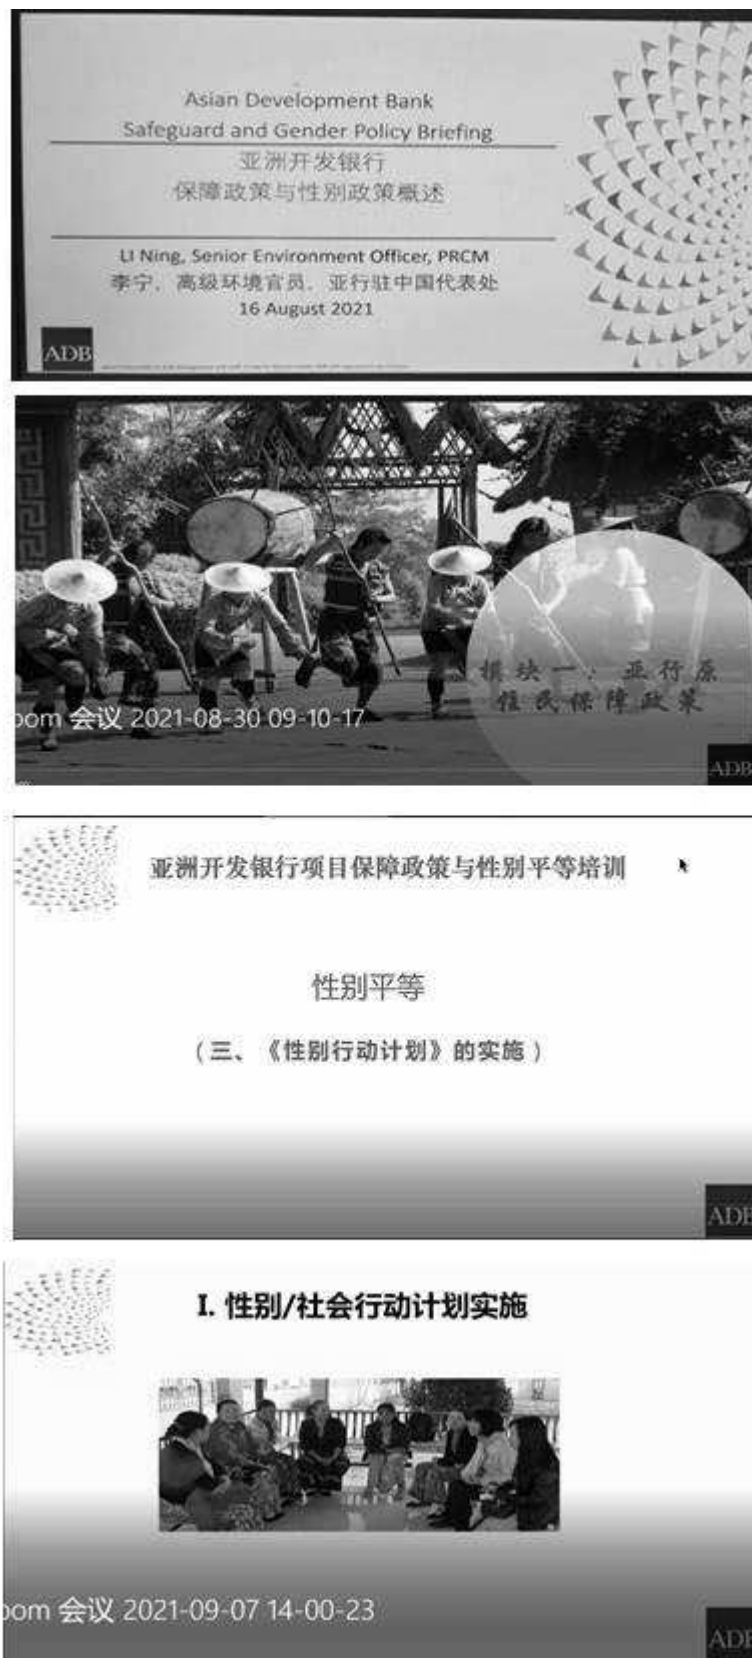 Asian Development Bank
Safeguard and Gender Policy Briefing
亚洲开发银行
保障政策与性别政策概述
LI Ning, Senior Environment Officer, PRCM
李宁，高级环境官员，亚行驻中国代表处
16 August 2021
ADB
模块一：亚行原
住民保障政策
oom 会议 2021-08-30 09-10-17
ADB
亚洲开发银行项目保障政策与性别平等培训
性别平等
（三、《性别行动计划》的实施）
ADB
I. 性别/社会行动计划实施
oom 会议 2021-09-07 14-00-23
ADB